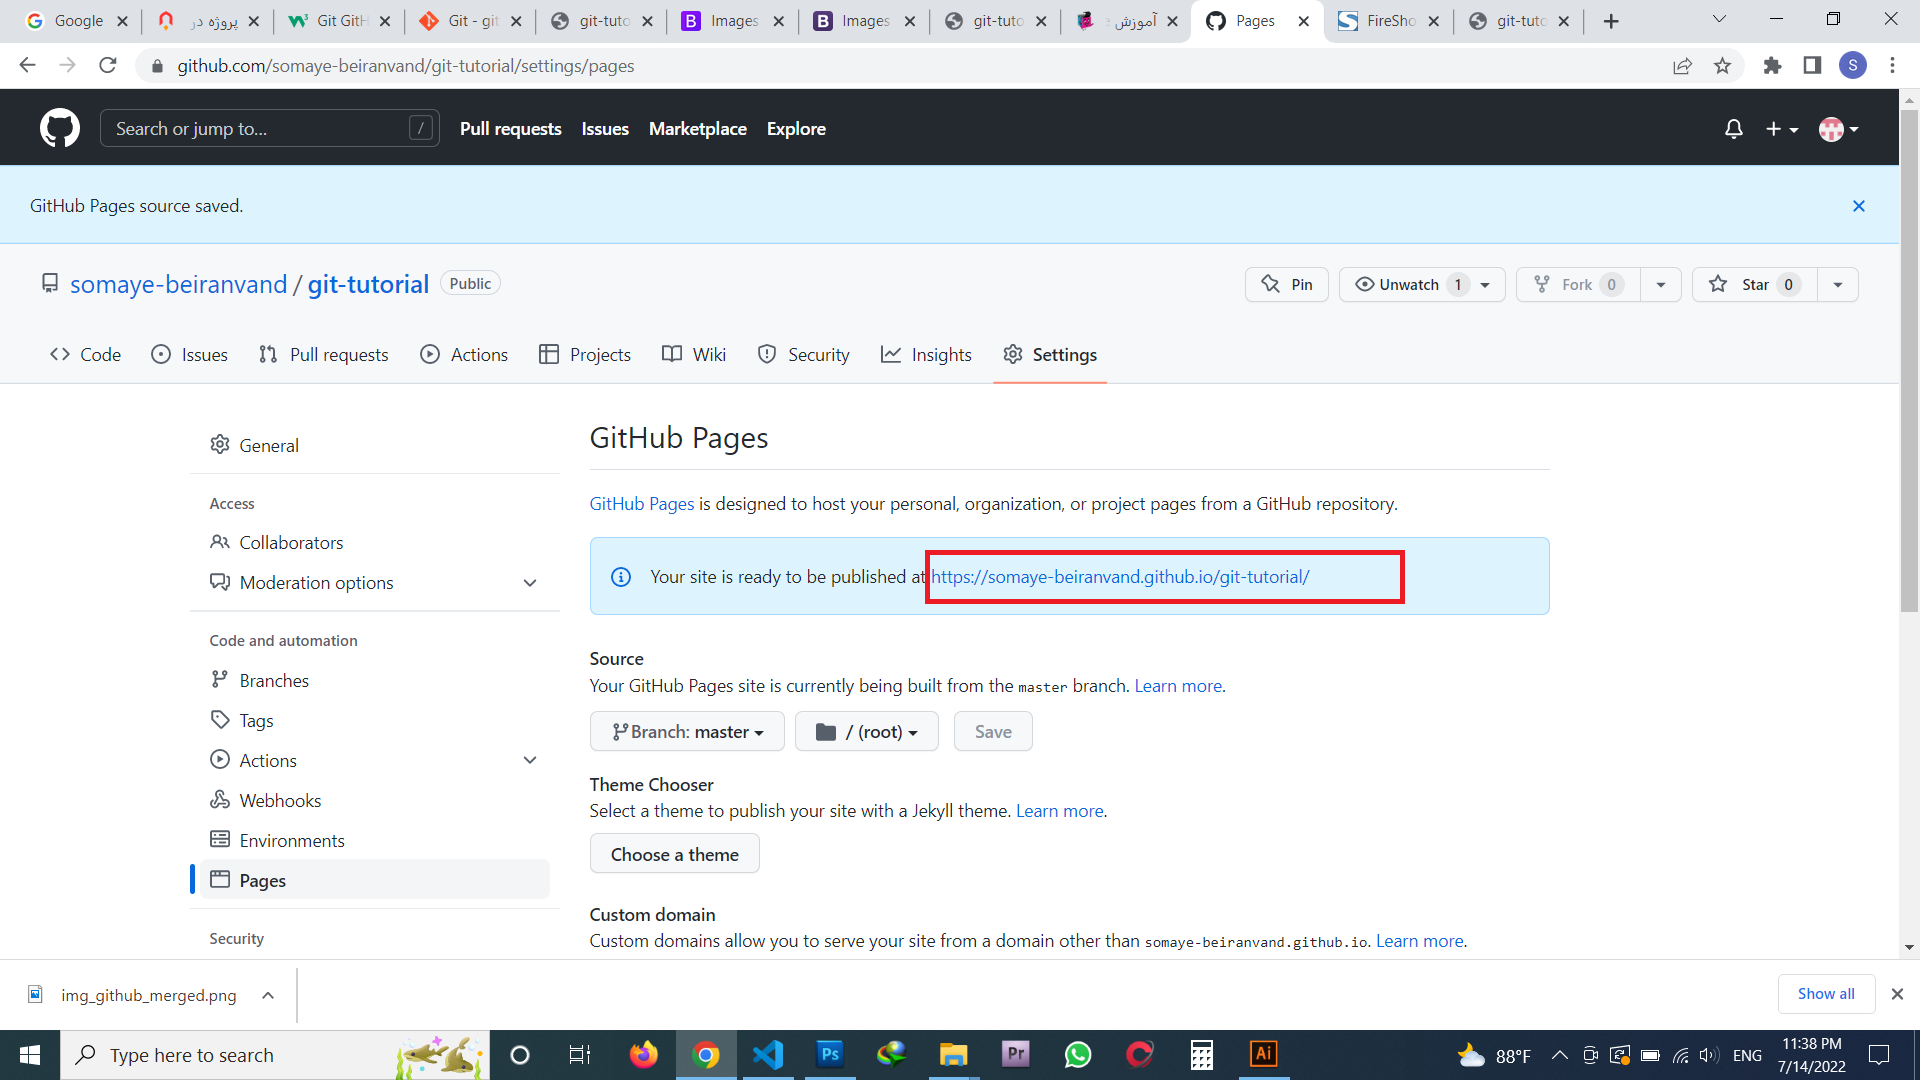 Google
پروژه در
Git GitH
Git - git
git-tuto
Images
Images
git-tuto
آموزش
Pages
FireSho
git-tuto
github.com/somaye-beiranvand/git-tutorial/settings/pages
S
Search or jump to...
/
Pull requests
Issues
Marketplace
Explore
GitHub Pages source saved.
somaye-beiranvand / git-tutorial
Public
Pin
Unwatch 1
Fork 0
Star 0
Code
Issues
Pull requests
Actions
Projects
Wiki
Security
Insights
Settings
General
Access
Collaborators
Moderation options
Code and automation
Branches
Tags
Actions
Webhooks
Environments
Pages
Security
GitHub Pages
GitHub Pages is designed to host your personal, organization, or project pages from a GitHub repository.
Your site is ready to be published at https://somaye-beiranvand.github.io/git-tutorial/
Source
Your GitHub Pages site is currently being built from the master branch. Learn more.
Branch: master
/ (root)
Save
Theme Chooser
Select a theme to publish your site with a Jekyll theme. Learn more.
Choose a theme
Custom domain
Custom domains allow you to serve your site from a domain other than somaye-beiranvand.github.io. Learn more.
img_github_merged.png
Show all
Type here to search
Ps
Pr
Ai
88°F
ENG
11:38 PM
7/14/2022